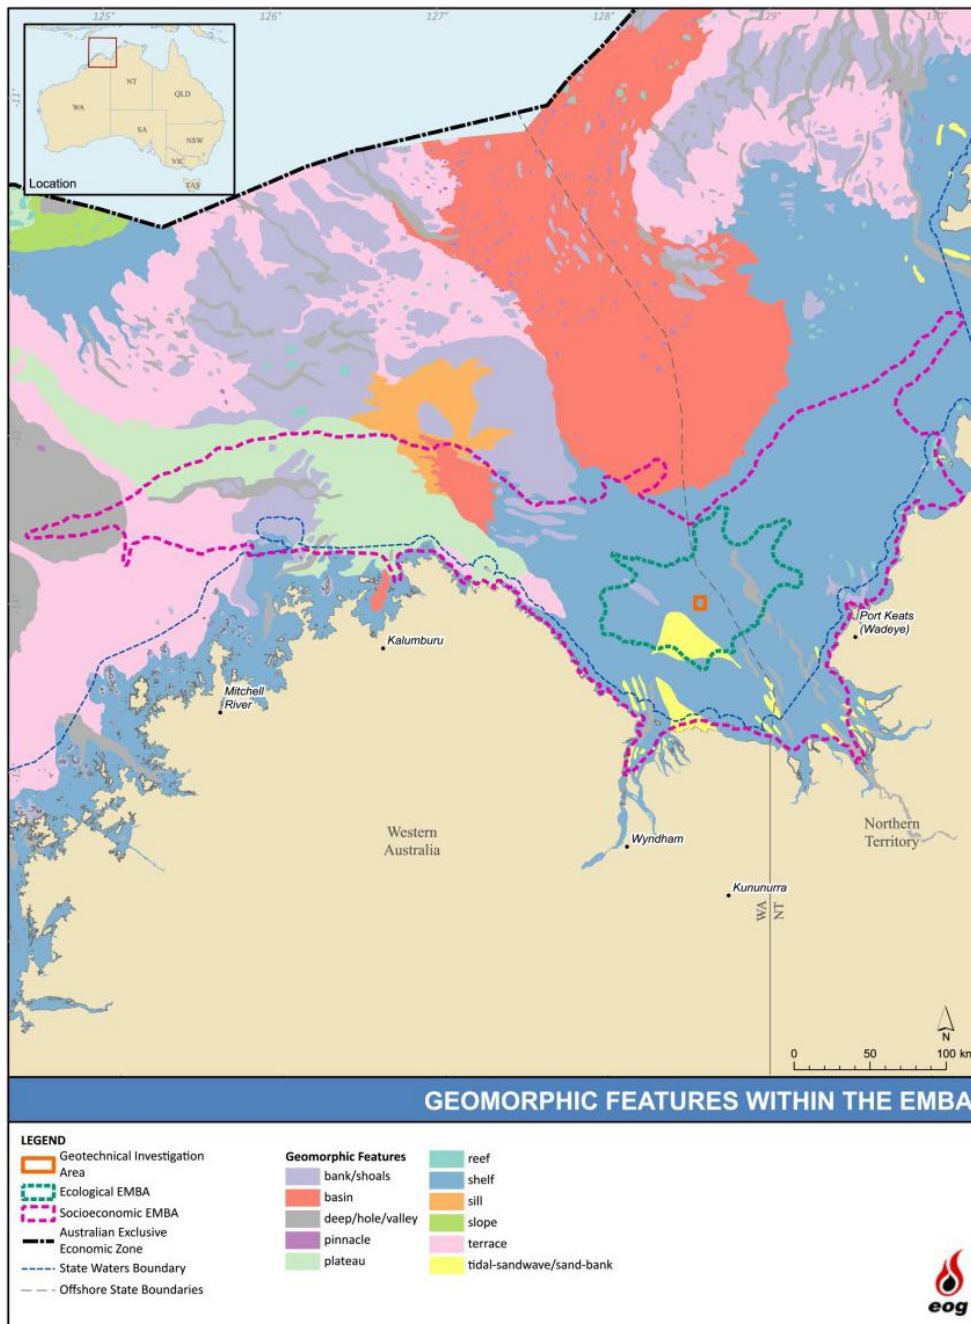 125°
126°
127°
128°
129°
130°
-11°
NT
WA
QLD
SA
NSW
VIC
TAS
Location
Port Keats
(Wadeye)
Kalumburu
Mitchell
River
Western
Australia
Northern
Territory
Wyndham
Kununurra
WA
NT
N
0 50 100 km
GEOMORPHIC FEATURES WITHIN THE EMBA
LEGEND
Geotechnical Investigation
Area
Ecological EMBA
Socioeconomic EMBA
Australian Exclusive
Economic Zone
State Waters Boundary
Offshore State Boundaries
Geomorphic Features
bank/shoals
basin
deep/hole/valley
pinnacle
plateau
reef
shelf
sill
slope
terrace
tidal-sandwave/sand-bank
eog